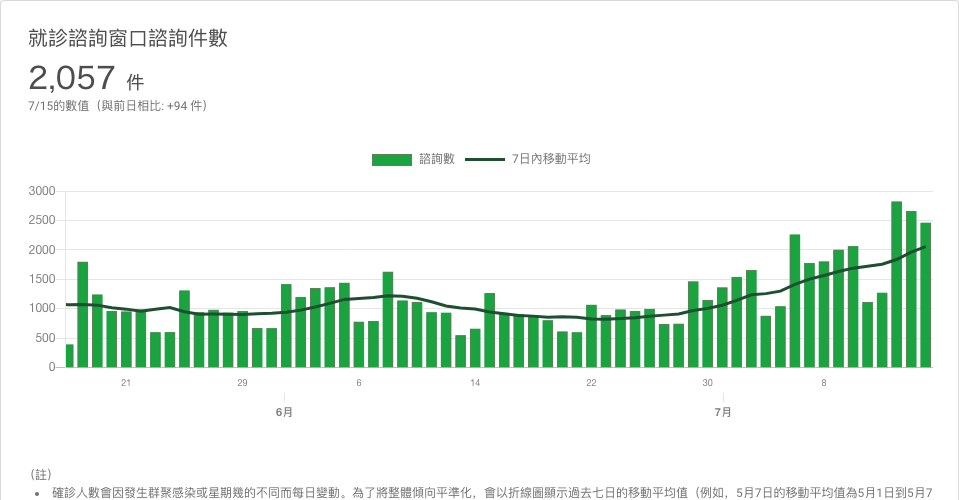 就診諮詢窗口諮詢件數
2,057 件
7/15的數值（與前日相比: +94 件）
諮詢數 7日內移動平均
3000
2500
2000
1500
1000
500
0
21 29 6 14 22 30 8
6月 7月
（註）
• 確診人數會因發生群聚感染或星期幾的不同而每日變動。為了將整體傾向平準化，會以折線圖顯示過去七日的移動平均值（例如，5月7日的移動平均值為5月1日到5月7